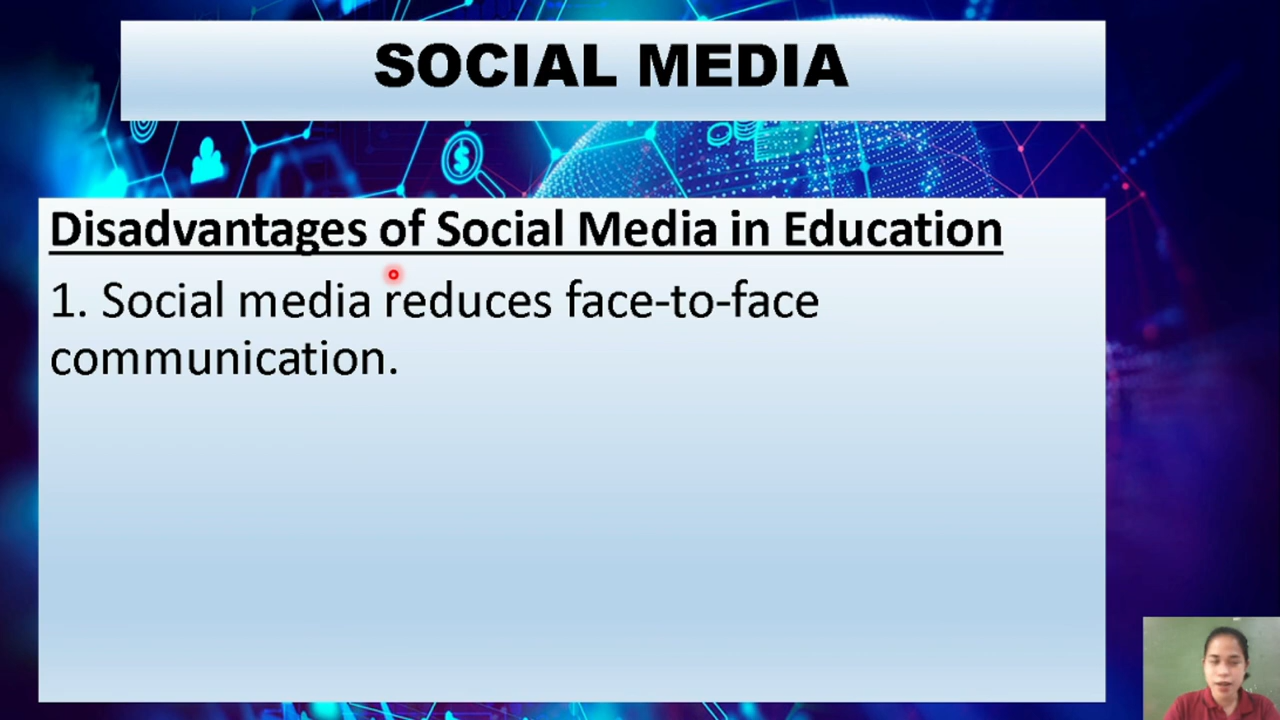 SOCIAL MEDIA
Disadvantages of Social Media in Education
1. Social media reduces face-to-face
communication.